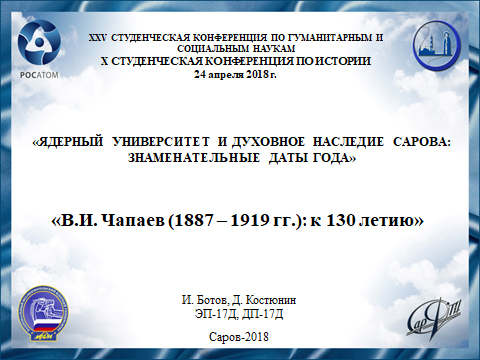 XXV СТУДЕНЧЕСКАЯ КОНФЕРЕНЦИЯ ПО ГУМАНИТАРНЫМ И
СОЦИАЛЬНЫМ НАУКАМ
X СТУДЕНЧЕСКАЯ КОНФЕРЕНЦИЯ ПО ИСТОРИИ
24 апреля 2018 г.
РОСАТОМ
«ЯДЕРНЫЙ УНИВЕРСИТЕТ И ДУХОВНОЕ НАСЛЕДИЕ САРОВА:
ЗНАМЕНАТЕЛЬНЫЕ ДАТЫ ГОДА»
«В.И. Чапаев (1887 – 1919 гг.): к 130 летию»
И. Ботов, Д. Костюнин
ЭП-17Д, ДП-17Д
Саров-2018
СарФТИ